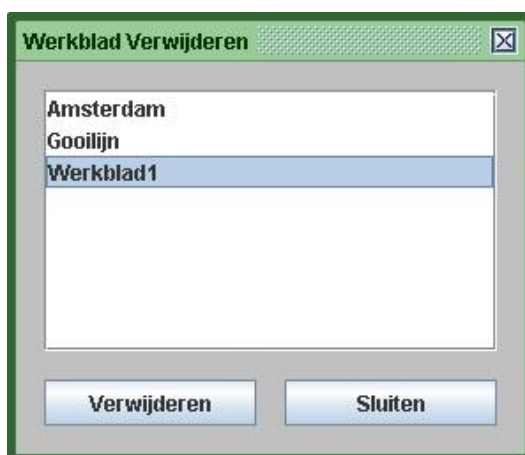 Werkblad Verwijderen
Amsterdam
Gooilijn
Werkblad1
Verwijderen Sluiten